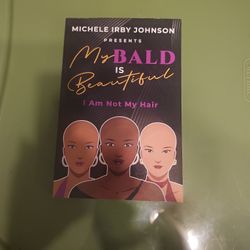 MICHELE IRBY JOHNSON
PRESENTS
My BALD
IS
Beautiful
I Am Not My Hair